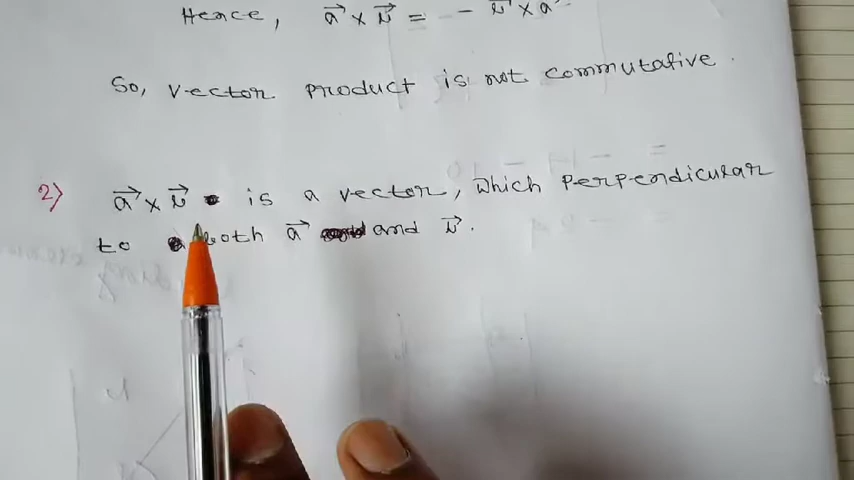 Hence, a⃗ × b⃗ = - b⃗ × a⃗
So, vector product is not commutative.
2) a⃗ × b⃗ is a vector, which perpendicular
to both a⃗ and b⃗.